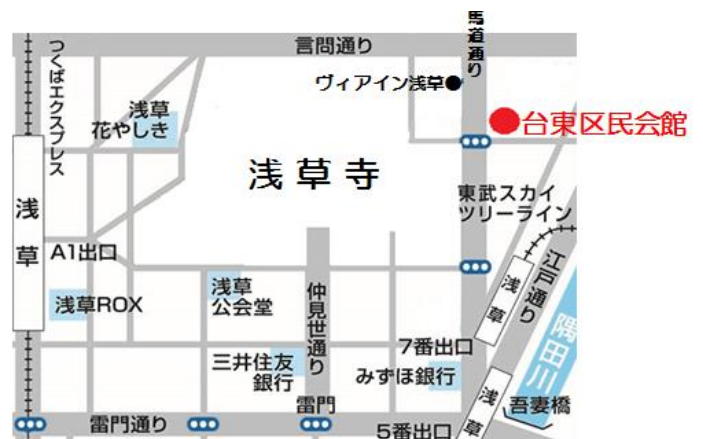 馬道通り
言問通り
つくばエクスプレス
ヴィアイン浅草●
浅草
花やしき
●台東区民会館
浅草寺
東武スカイ
ツリーライン
浅草
A1出口
江戸通り
浅草
浅草ROX
浅草
公会堂
仲見世通り
隅田川
7番出口
三井住友
銀行
みずほ銀行
雷門
浅草
吾妻橋
雷門通り
5番出口